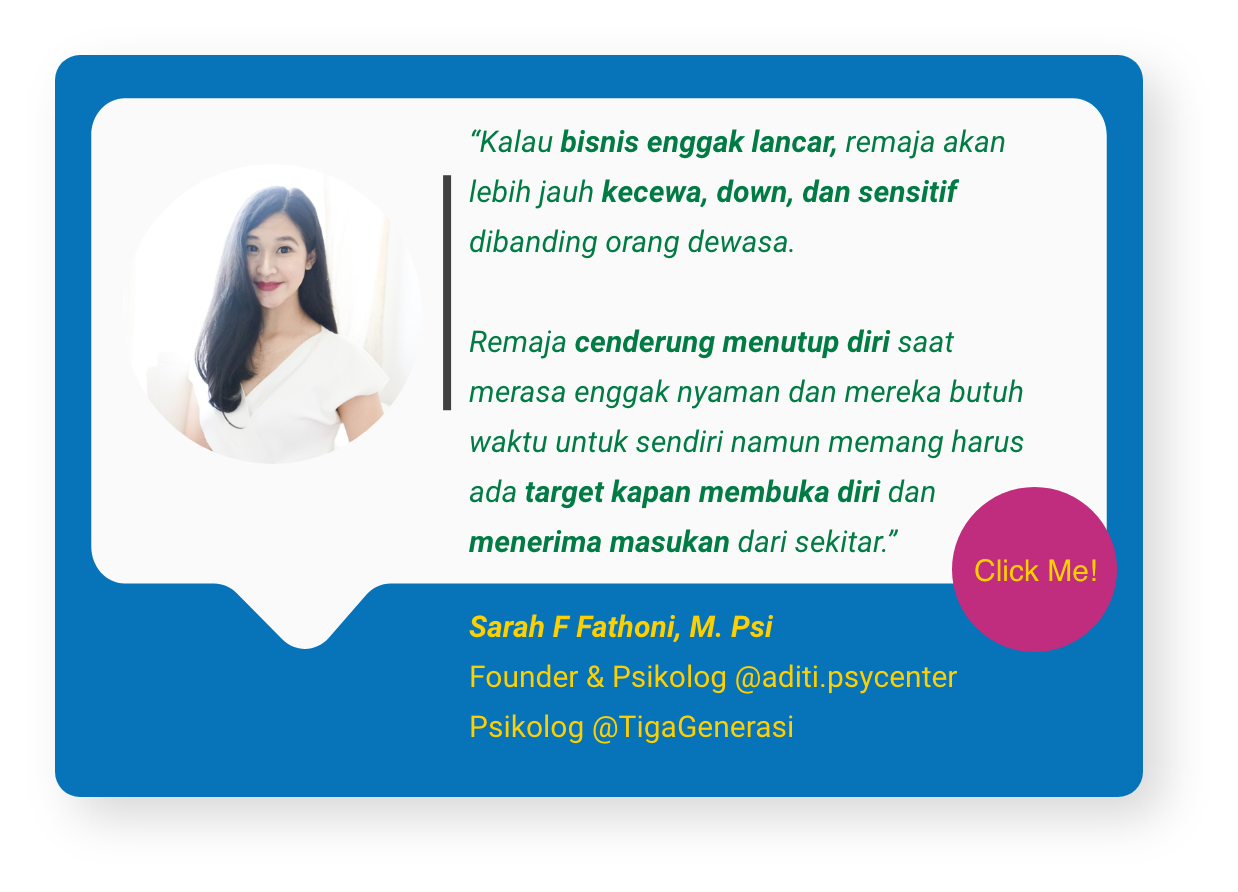 “Kalau bisnis enggak lancar, remaja akan
lebih jauh kecewa, down, dan sensitif
dibanding orang dewasa.
Remaja cenderung menutup diri saat
merasa enggak nyaman dan mereka butuh
waktu untuk sendiri namun memang harus
ada target kapan membuka diri dan
menerima masukan dari sekitar.”
Click Me!
Sarah F Fathoni, M. Psi
Founder & Psikolog @aditi.psycenter
Psikolog @TigaGenerasi